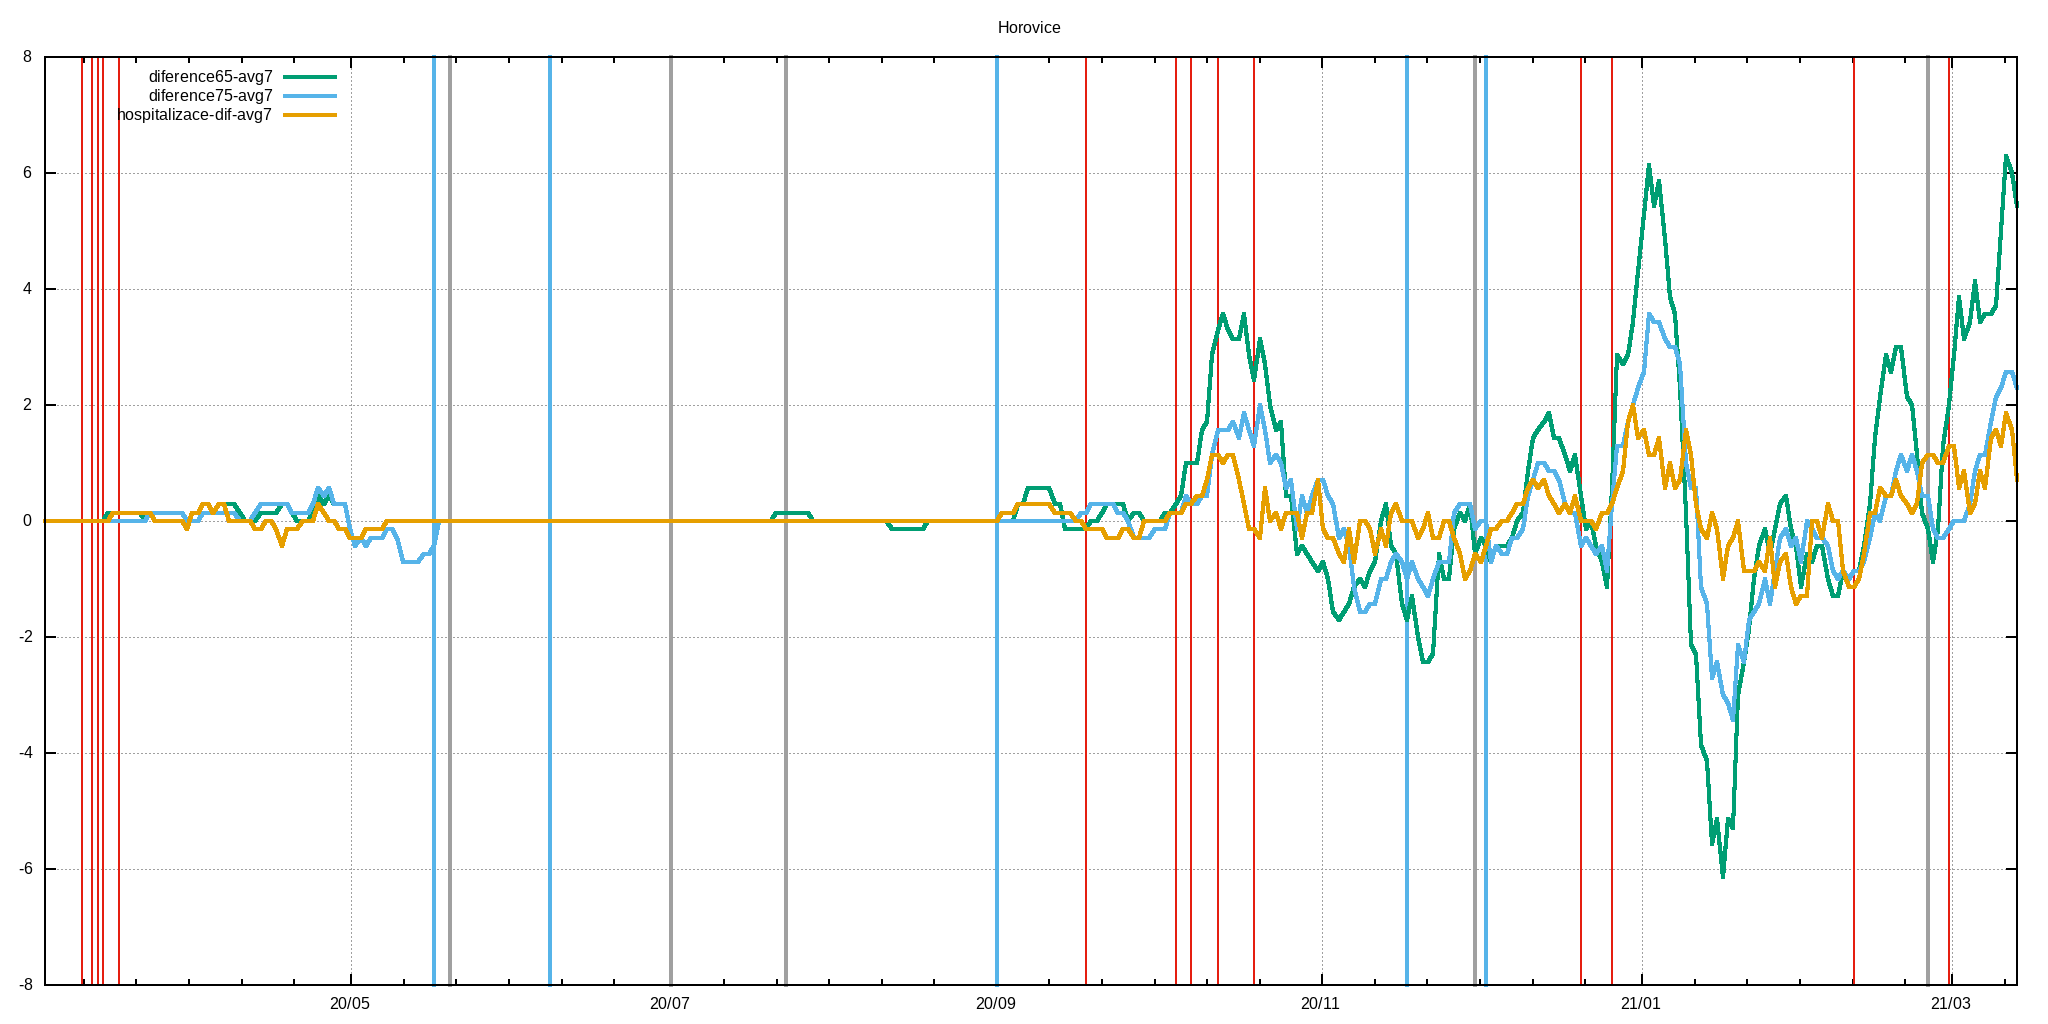 Horovice
8
diference65-avg7
diference75-avg7
hospitalizace-dif-avg7
6
4
2
0
-2
-4
-6
-8
20/05 20/07 20/09 20/11 21/01 21/03